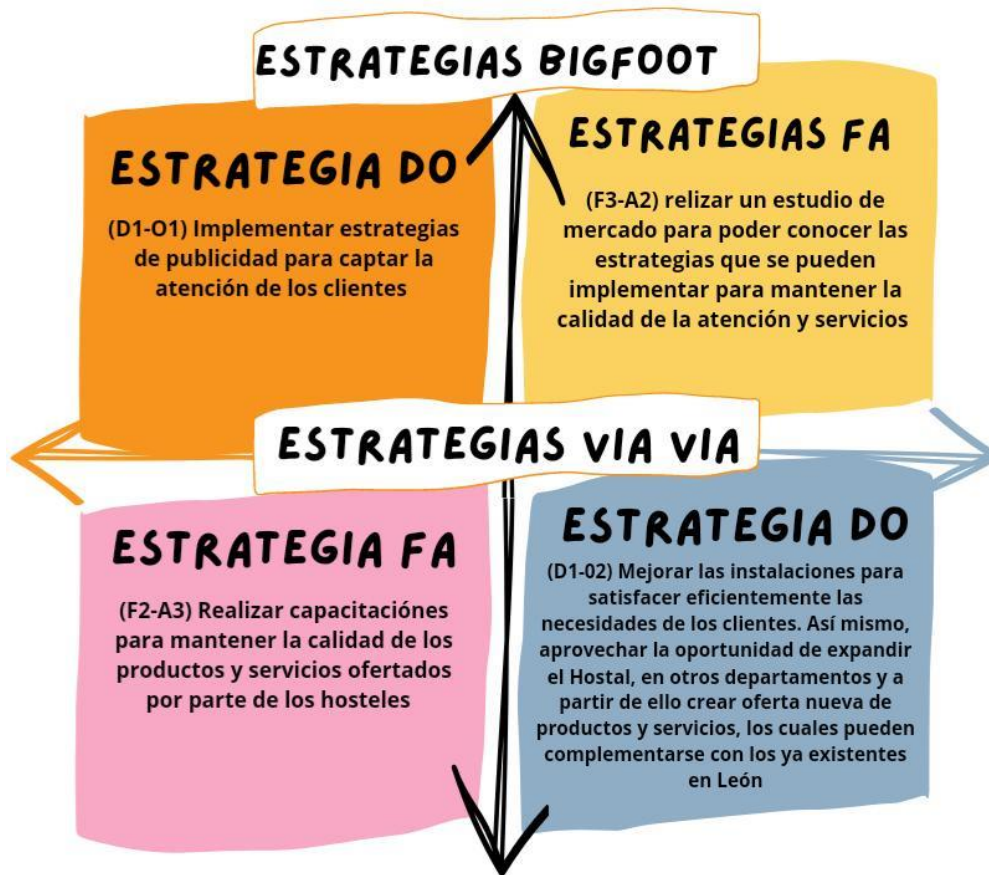 ESTRATEGIAS BIGFOOT
ESTRATEGIA DO
(D1-O1) Implementar estrategias
de publicidad para captar la
atención de los clientes
ESTRATEGIAS FA
(F3-A2) relizar un estudio de
mercado para poder conocer las
estrategias que se pueden
implementar para mantener la
calidad de la atención y servicios
ESTRATEGIAS VIA VIA
ESTRATEGIA FA
(F2-A3) Realizar capacitaciónes
para mantener la calidad de los
productos y servicios ofertados
por parte de los hosteles
ESTRATEGIA DO
(D1-02) Mejorar las instalaciones para
satisfacer eficientemente las
necesidades de los clientes. Así mismo,
aprovechar la oportunidad de expandir
el Hostal, en otros departamentos y a
partir de ello crear oferta nueva de
productos y servicios, los cuales pueden
complementarse con los ya existentes
en León